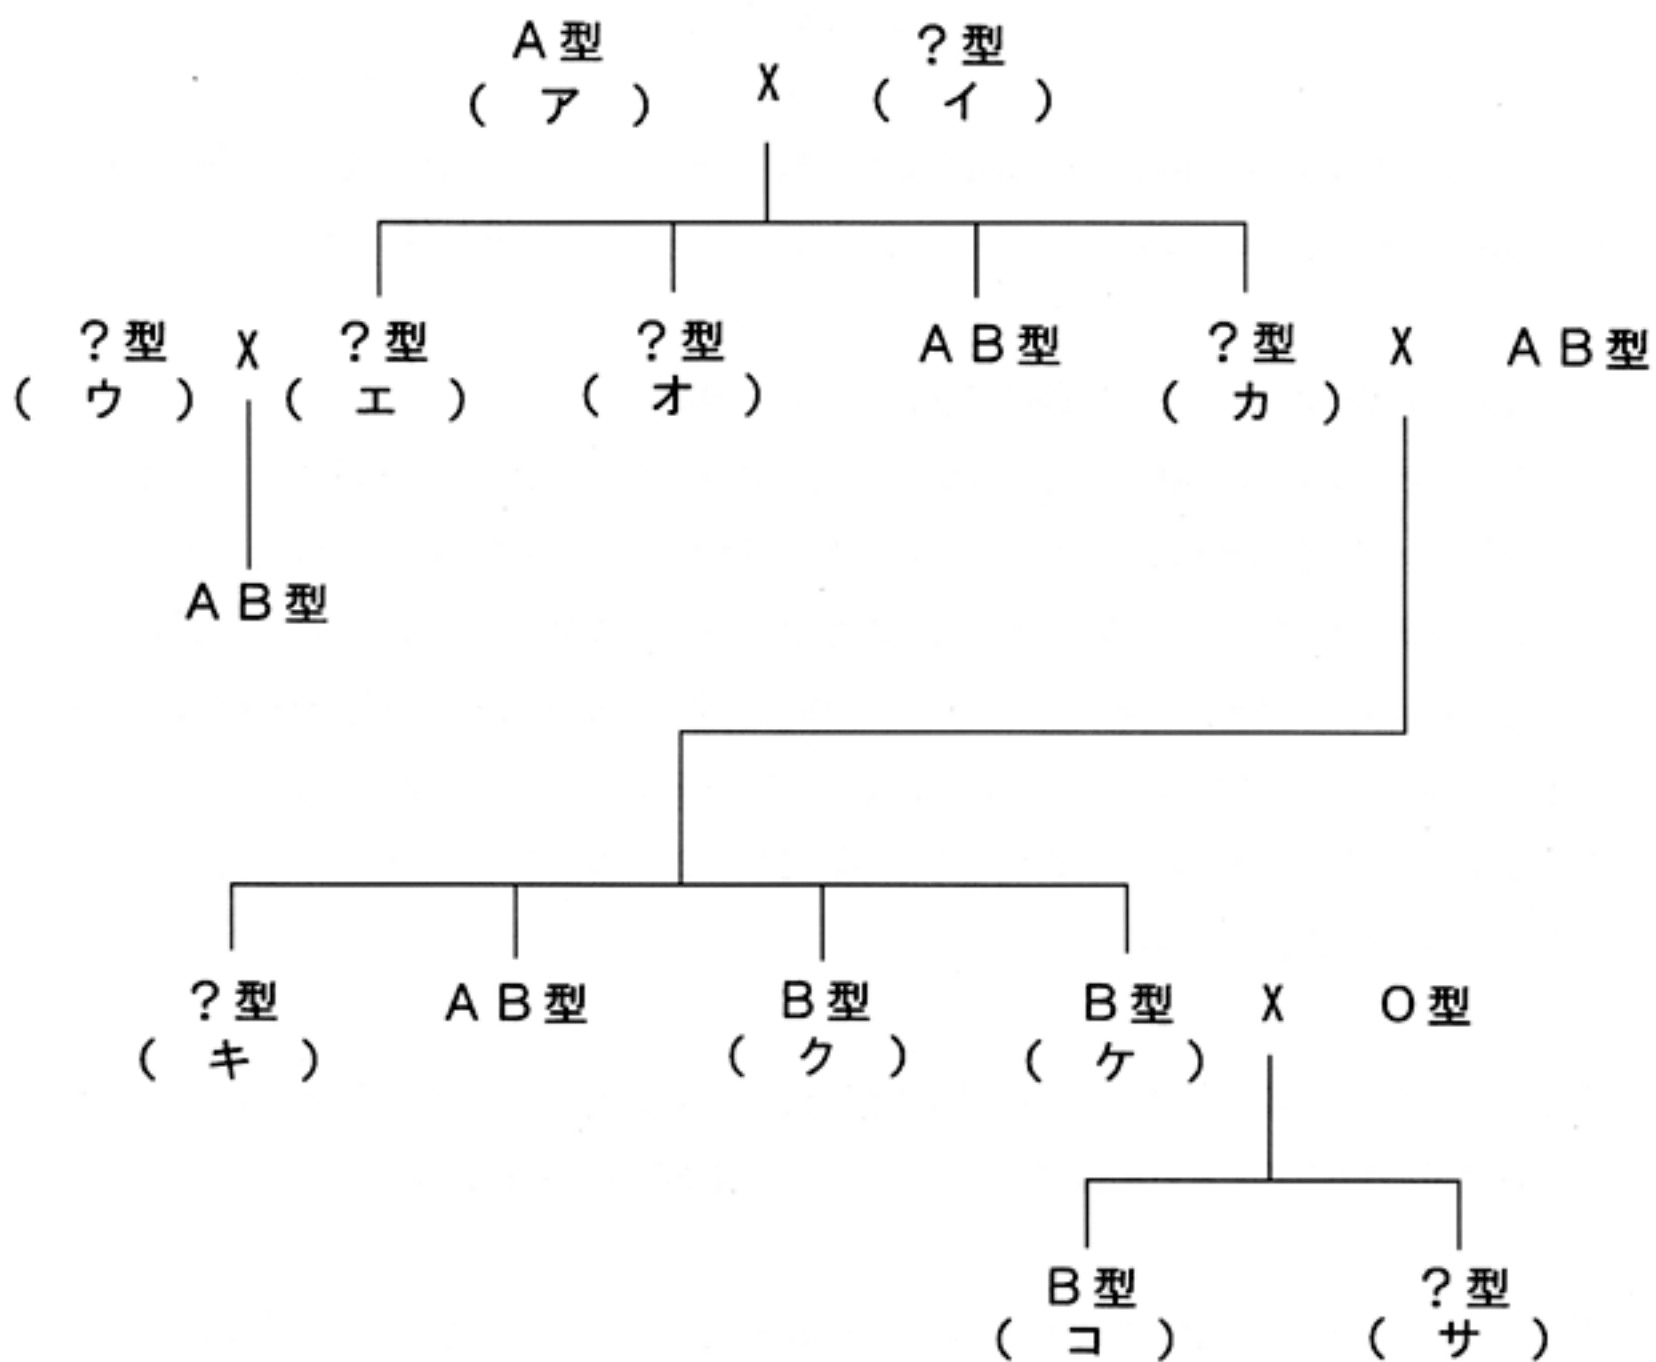 A型 X ?型
( ア ) ( イ )
?型 X ?型 ?型 AB型 ?型 X AB型
( ウ ) ( エ ) ( オ ) ( カ )
AB型
?型 AB型 B型 B型 X O型
( キ ) ( ク ) ( ケ )
B型 ?型
( コ ) ( サ )